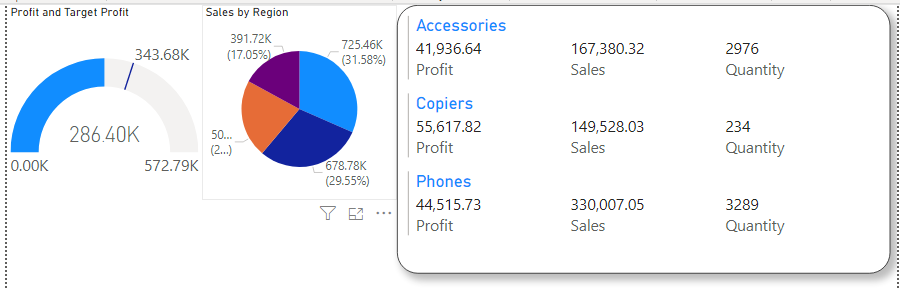 Profit and Target Profit
343.68K
286.40K
0.00K
572.79K
Sales by Region
391.72K
(17.05%)
725.46K
(31.58%)
50...
(2...)
678.78K
(29.55%)
Accessories
41,936.64 167,380.32 2976
Profit Sales Quantity
Copiers
55,617.82 149,528.03 234
Profit Sales Quantity
Phones
44,515.73 330,007.05 3289
Profit Sales Quantity